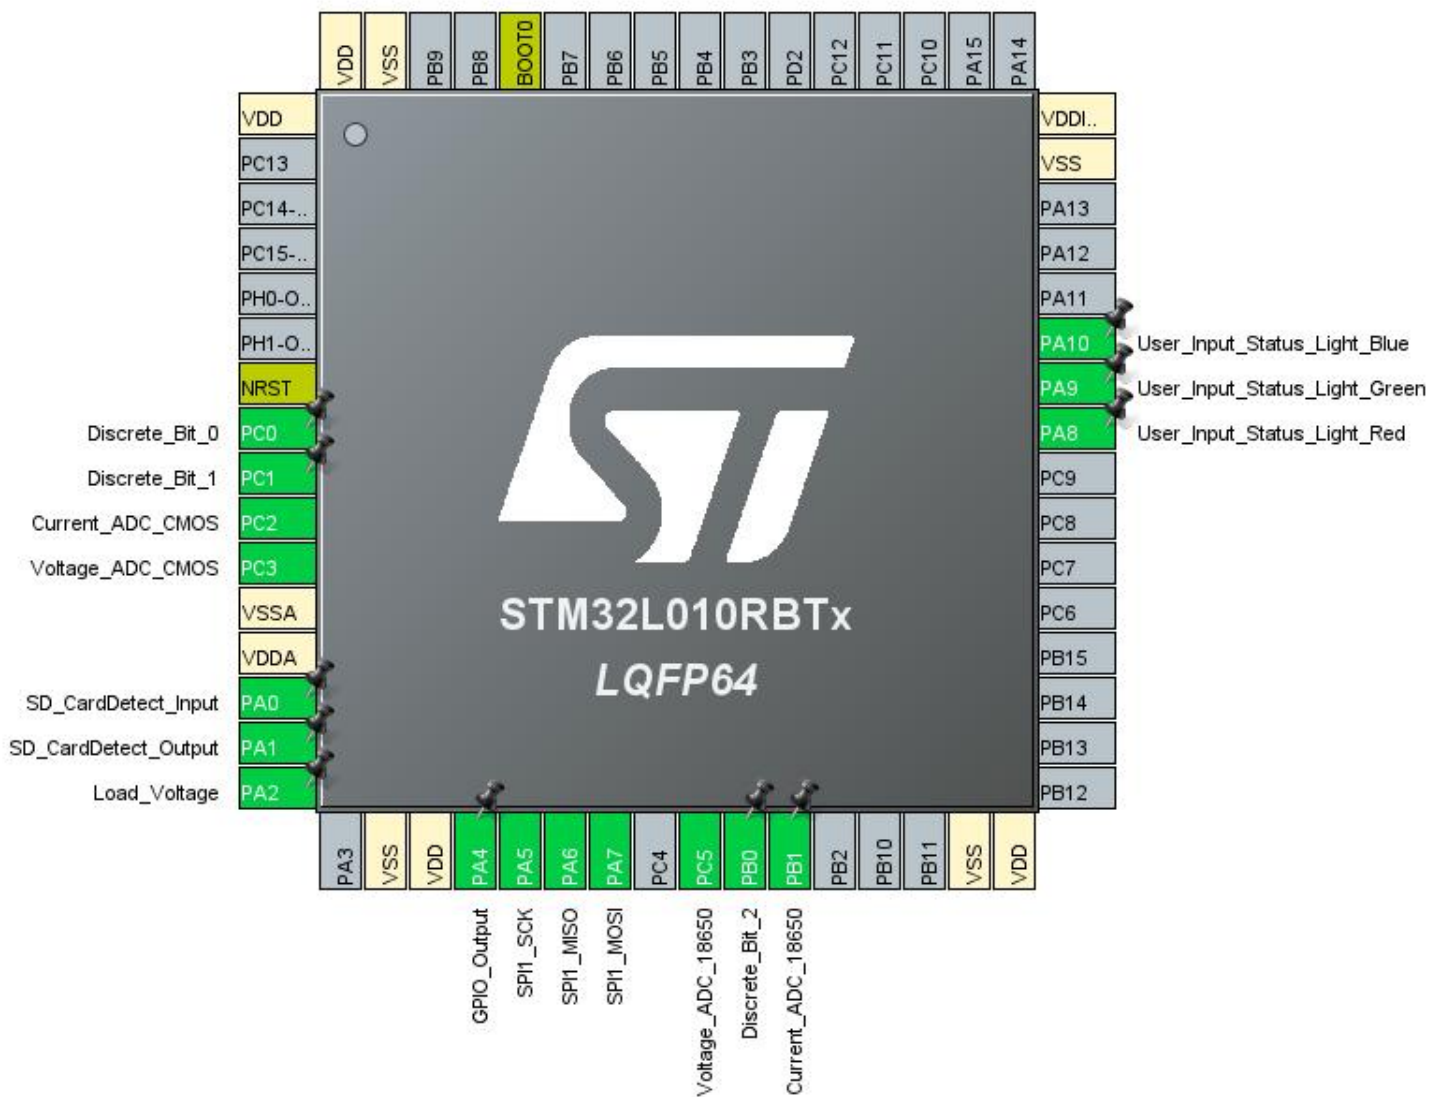 VDD
VSS
PB9
PB8
BOOT0
PB7
PB6
PB5
PB4
PB3
PD2
PC12
PC11
PC10
PA15
PA14
VDD
PC13
PC14-..
PC15-..
PH0-O..
PH1-O..
NRST
Discrete_Bit_0 PC0
Discrete_Bit_1 PC1
Current_ADC_CMOS PC2
Voltage_ADC_CMOS PC3
VSSA
VDDA
SD_CardDetect_Input PA0
SD_CardDetect_Output PA1
Load_Voltage PA2
STM32L010RBTx
LQFP64
VDDI..
VSS
PA13
PA12
PA11
PA10 User_Input_Status_Light_Blue
PA9 User_Input_Status_Light_Green
PA8 User_Input_Status_Light_Red
PC9
PC8
PC7
PC6
PB15
PB14
PB13
PB12
PA3
VSS
VDD
PA4
PA5
PA6
PA7
PC4
PC5
PB0
PB1
PB2
PB10
PB11
VSS
VDD
GPIO_Output
SPI1_SCK
SPI1_MISO
SPI1_MOSI
Voltage_ADC_18650
Discrete_Bit_2
Current_ADC_18650